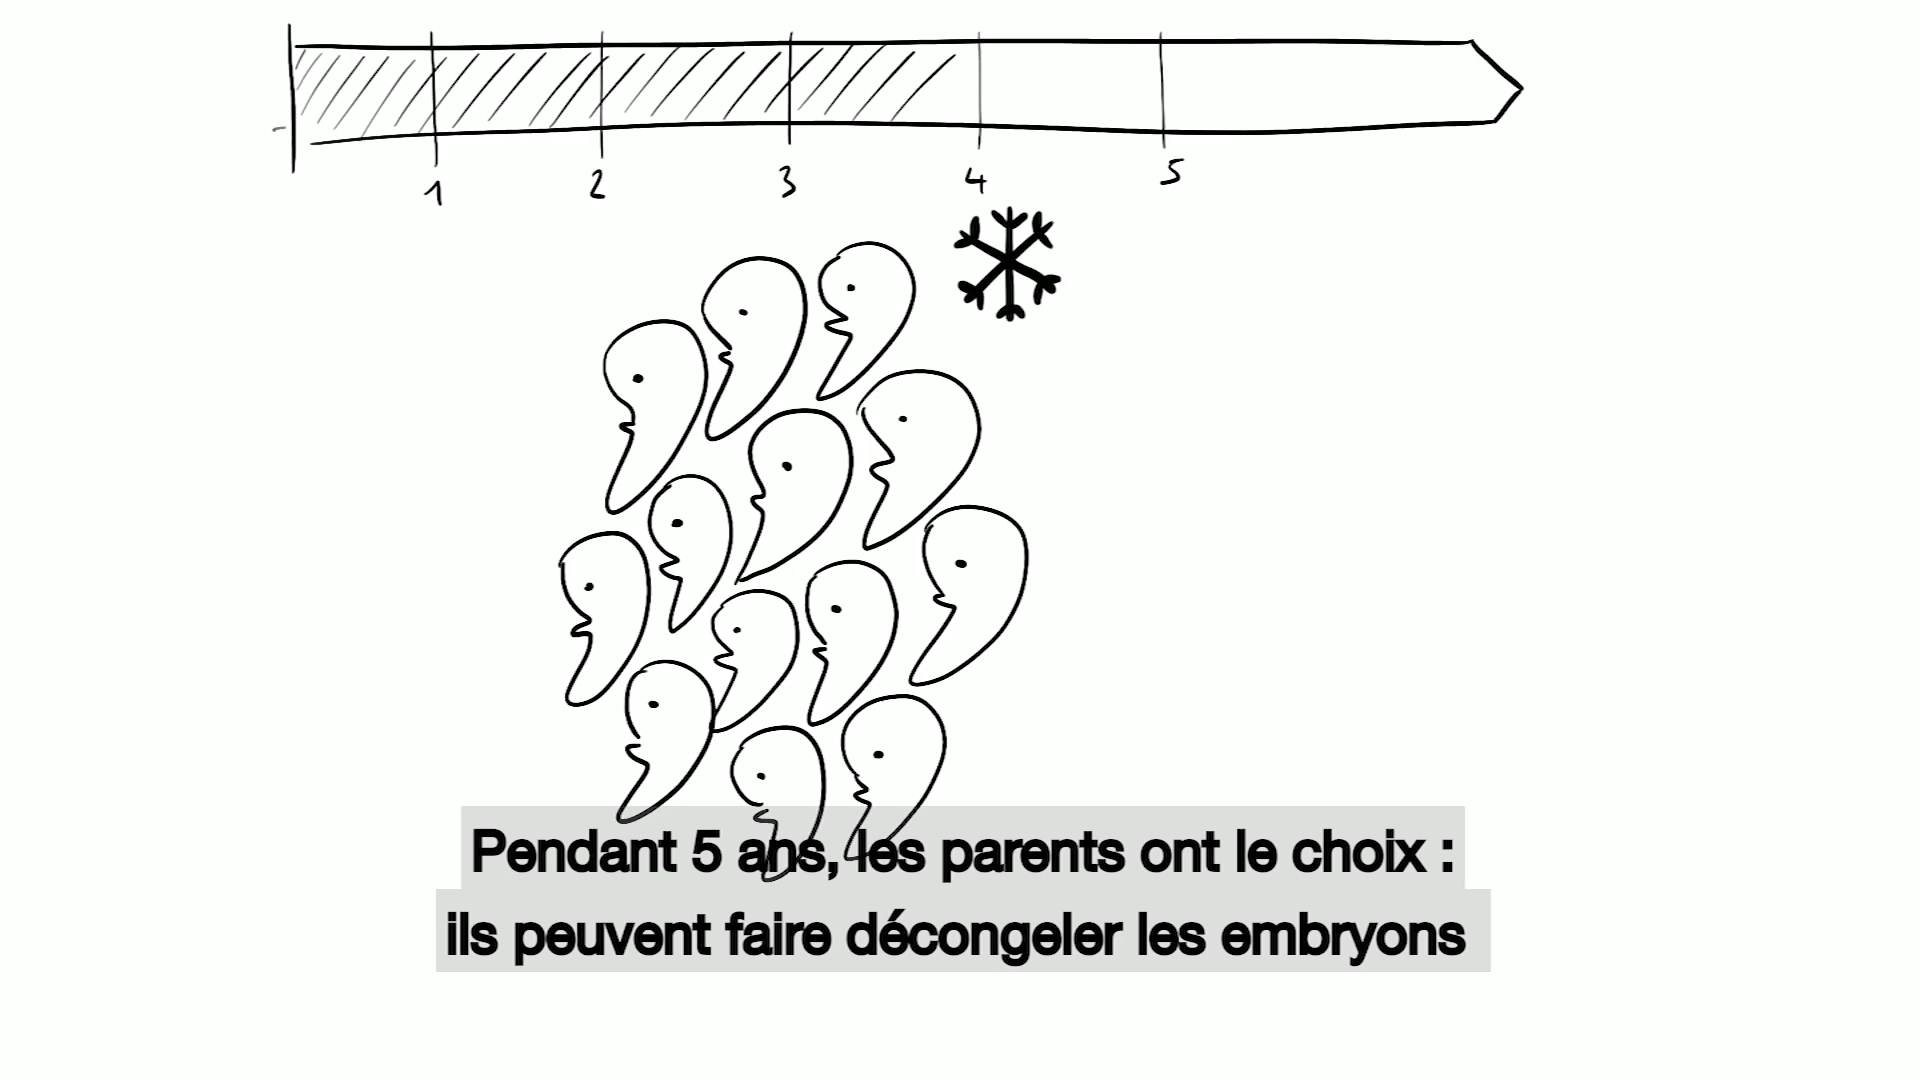 1 2 3 4 5
Pendant 5 ans, les parents ont le choix :
ils peuvent faire décongeler les embryons